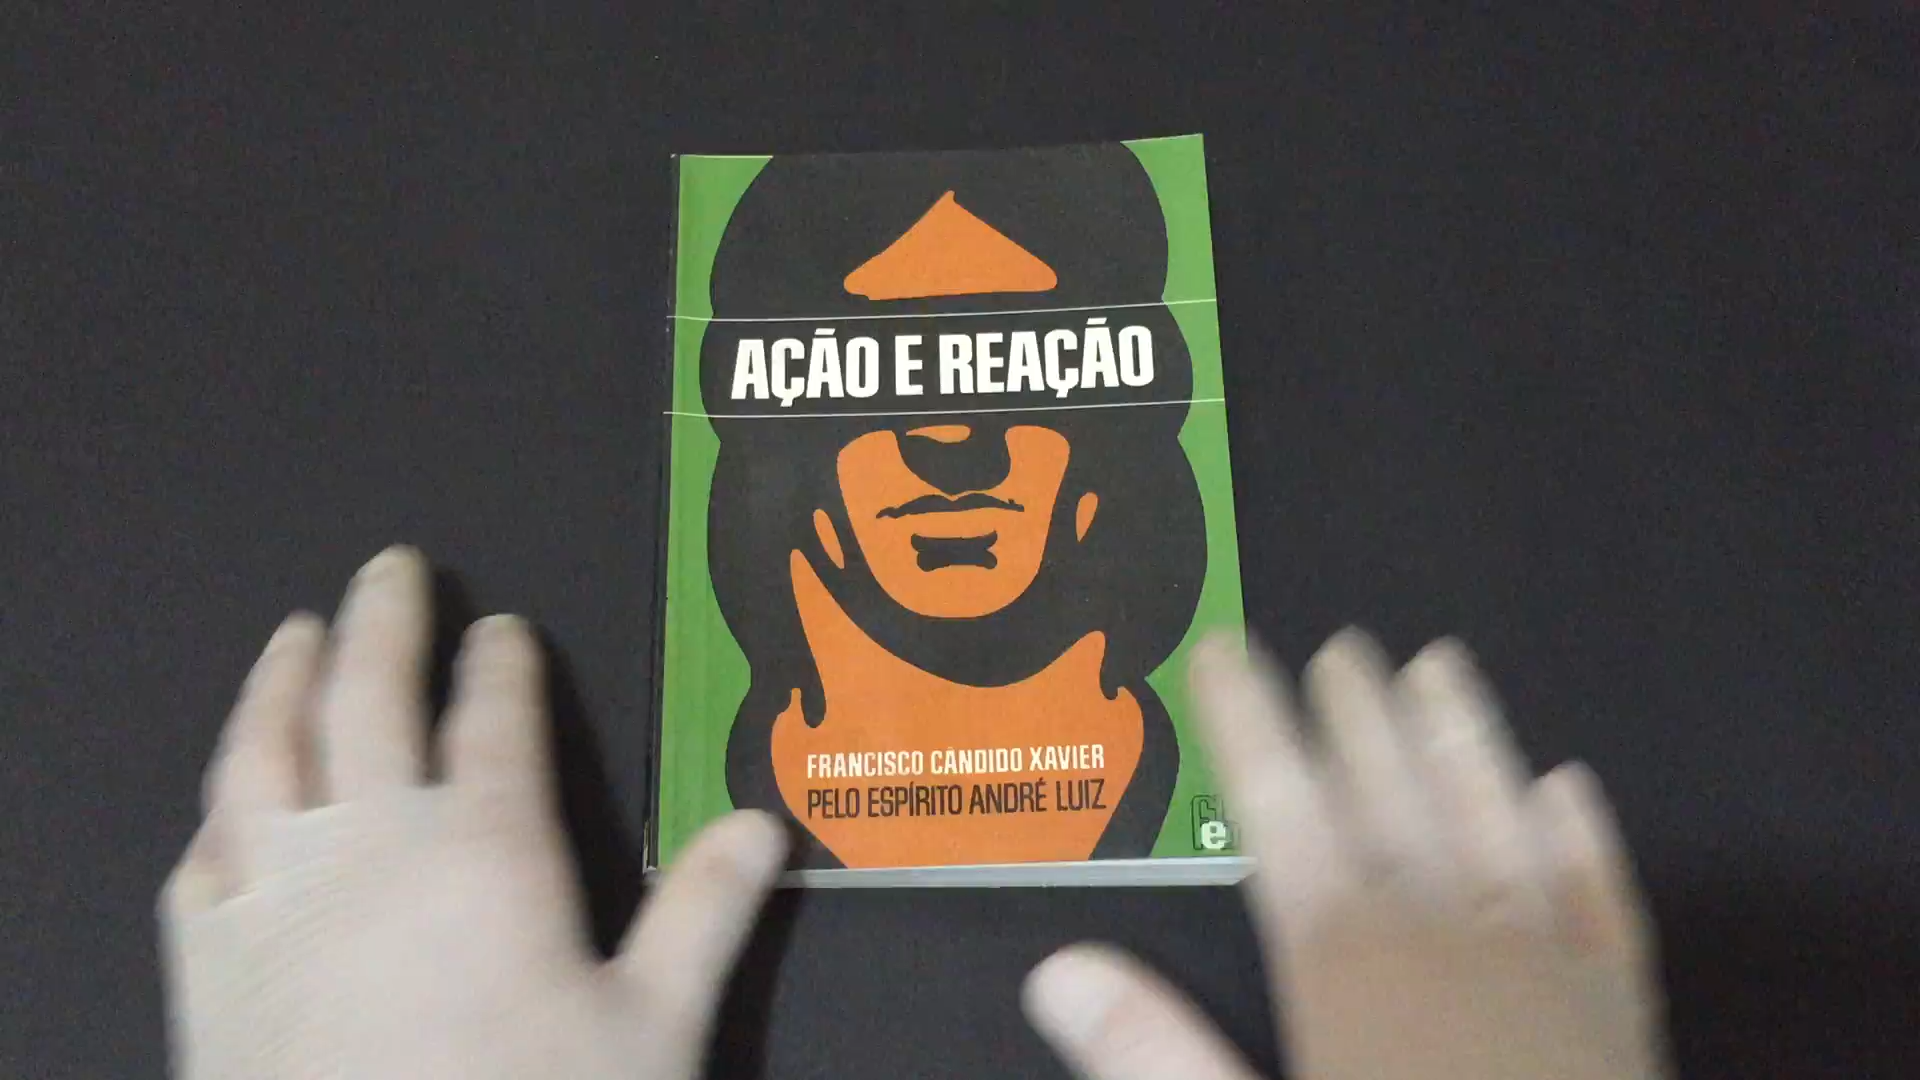 AÇÃO E REAÇÃO
FRANCISCO CÂNDIDO XAVIER
PELO ESPÍRITO ANDRÉ LUIZ